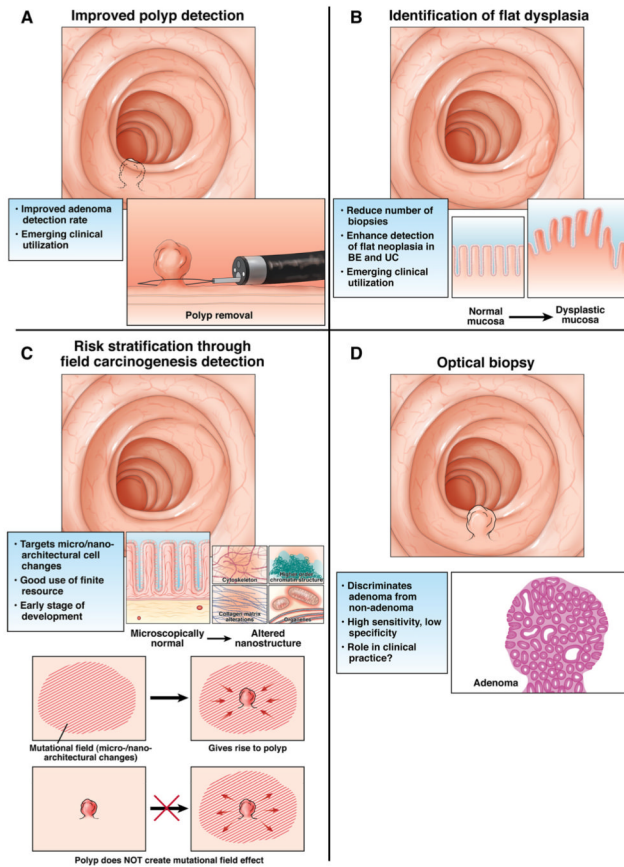 A
Improved polyp detection
• Improved adenoma
detection rate
• Emerging clinical
utilization
Polyp removal
B
Identification of flat dysplasia
• Reduce number of
biopsies
• Enhance detection
of flat neoplasia in
BE and UC
• Emerging clinical
utilization
Normal
mucosa
Dysplastic
mucosa
C
Risk stratification through
field carcinogenesis detection
• Targets micro/nano-
architectural cell
changes
• Good use of finite
resource
• Early stage of
development
Cytoskeleton
chromatin structure
Collagen matrix
alterations
Organelles
Microscopically
normal
Altered
nanostructure
Mutational field (micro-/nano-
architectural changes)
Gives rise to polyp
Polyp does NOT create mutational field effect
D
Optical biopsy
• Discriminates
adenoma from
non-adenoma
• High sensitivity, low
specificity
• Role in clinical
practice?
Adenoma